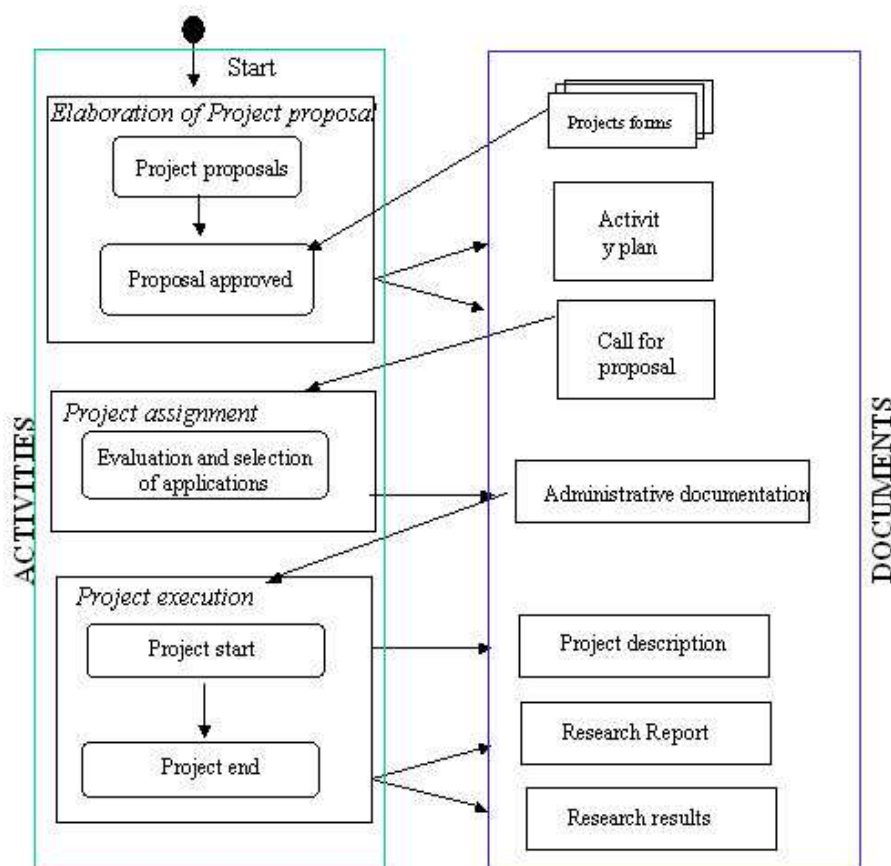 Start
Elaboration of Project proposal
Project proposals
Proposal approved
Project assignment
Evaluation and selection
of applications
Project execution
Project start
Project end
ACTIVITIES
Projects forms
Activit
y plan
Call for
proposal
Administrative documentation
Project description
Research Report
Research results
DOCUMENTS